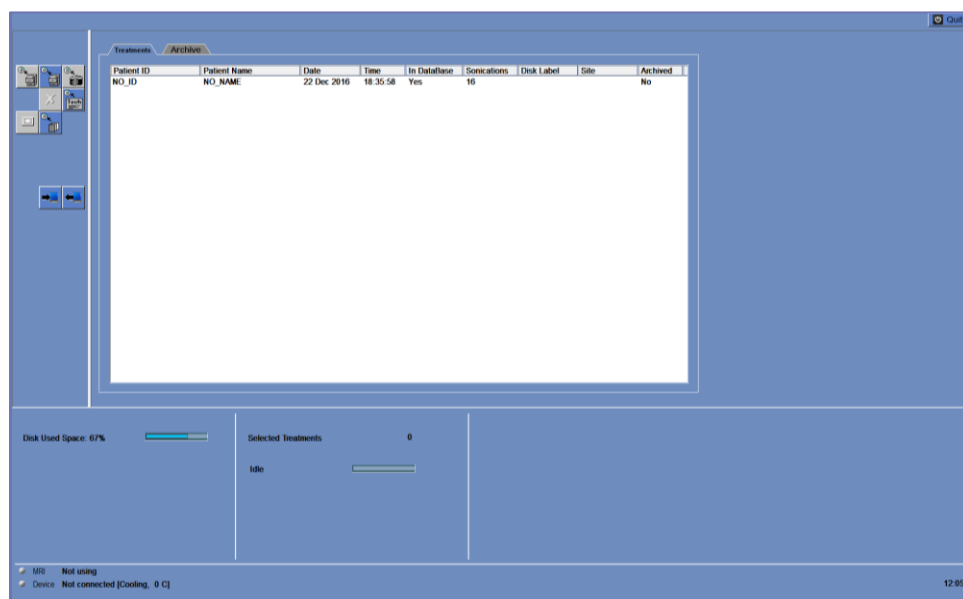 Quit
Treatments Archive
Patient ID Patient Name Date Time In DataBase Sonications Disk Label Site Archived
NO_ID NO_NAME 22 Dec 2016 18:35:58 Yes 16 No
Tech
Disk Used Space: 67% Selected Treatments 0
Idle
MRI Not using
Device Not connected [Cooling, 0 C] 12:05